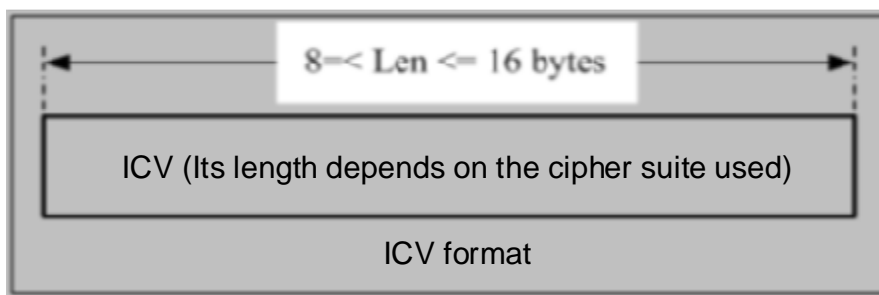 8=< Len <= 16 bytes
ICV (Its length depends on the cipher suite used)
ICV format